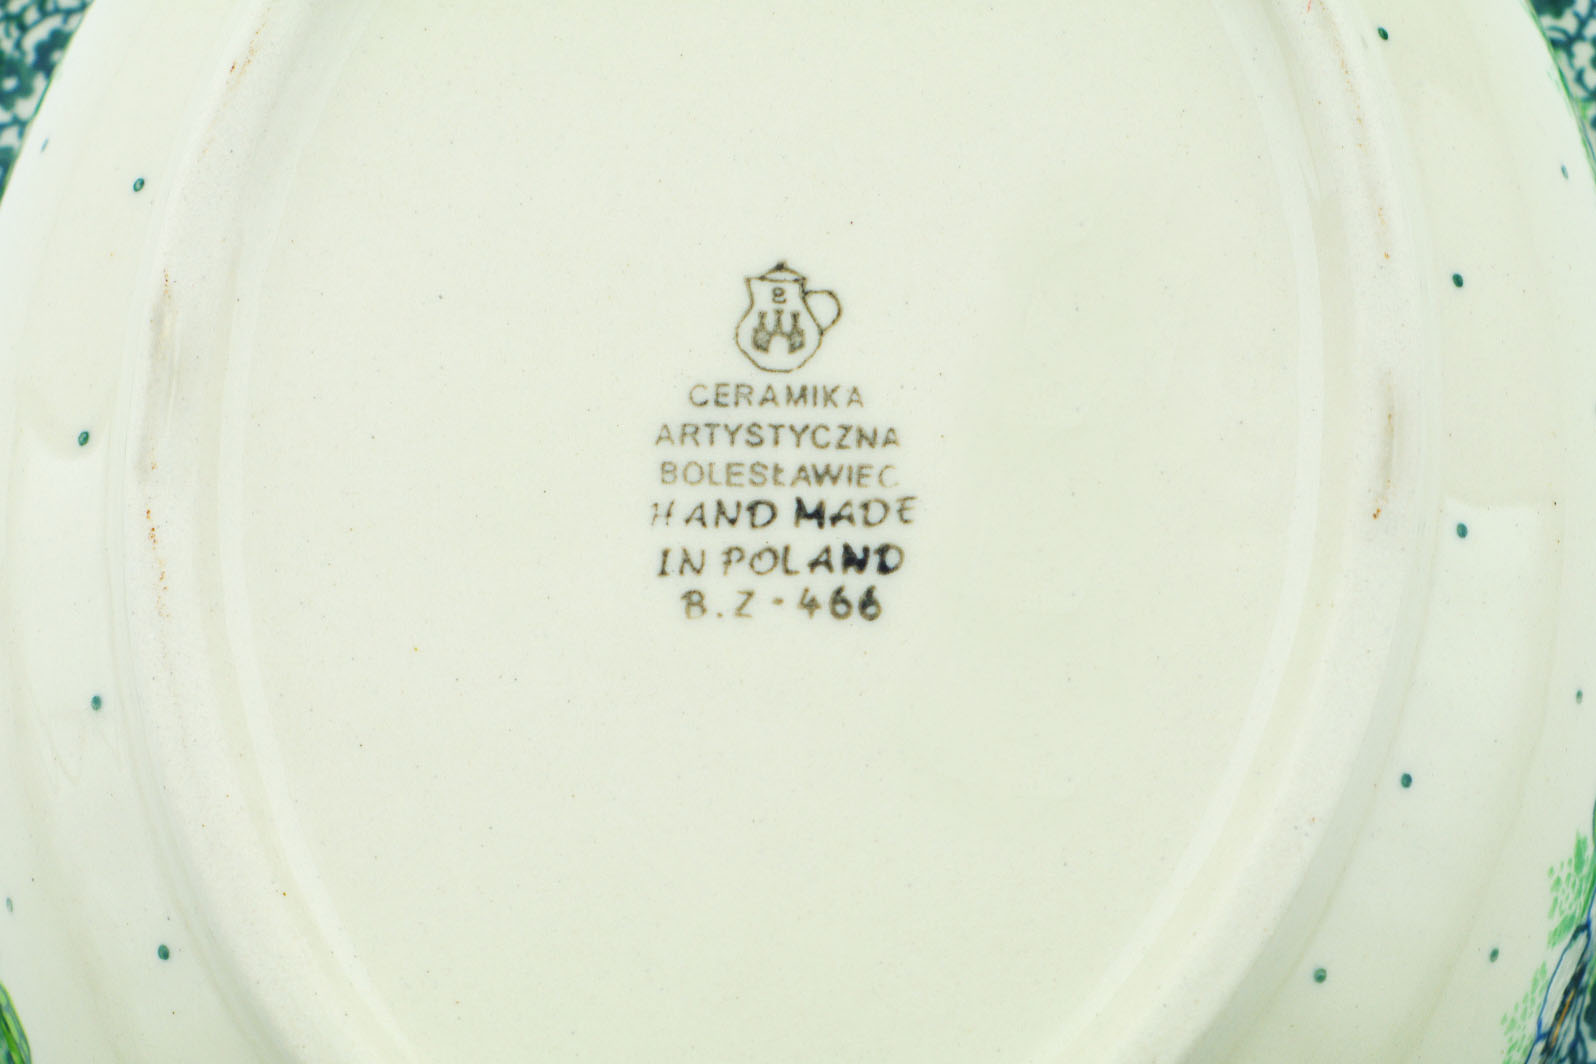 CERAMIKA
ARTYSTYCZNA
BOLESŁAWIEC
HAND MADE
IN POLAND
B.Z-466